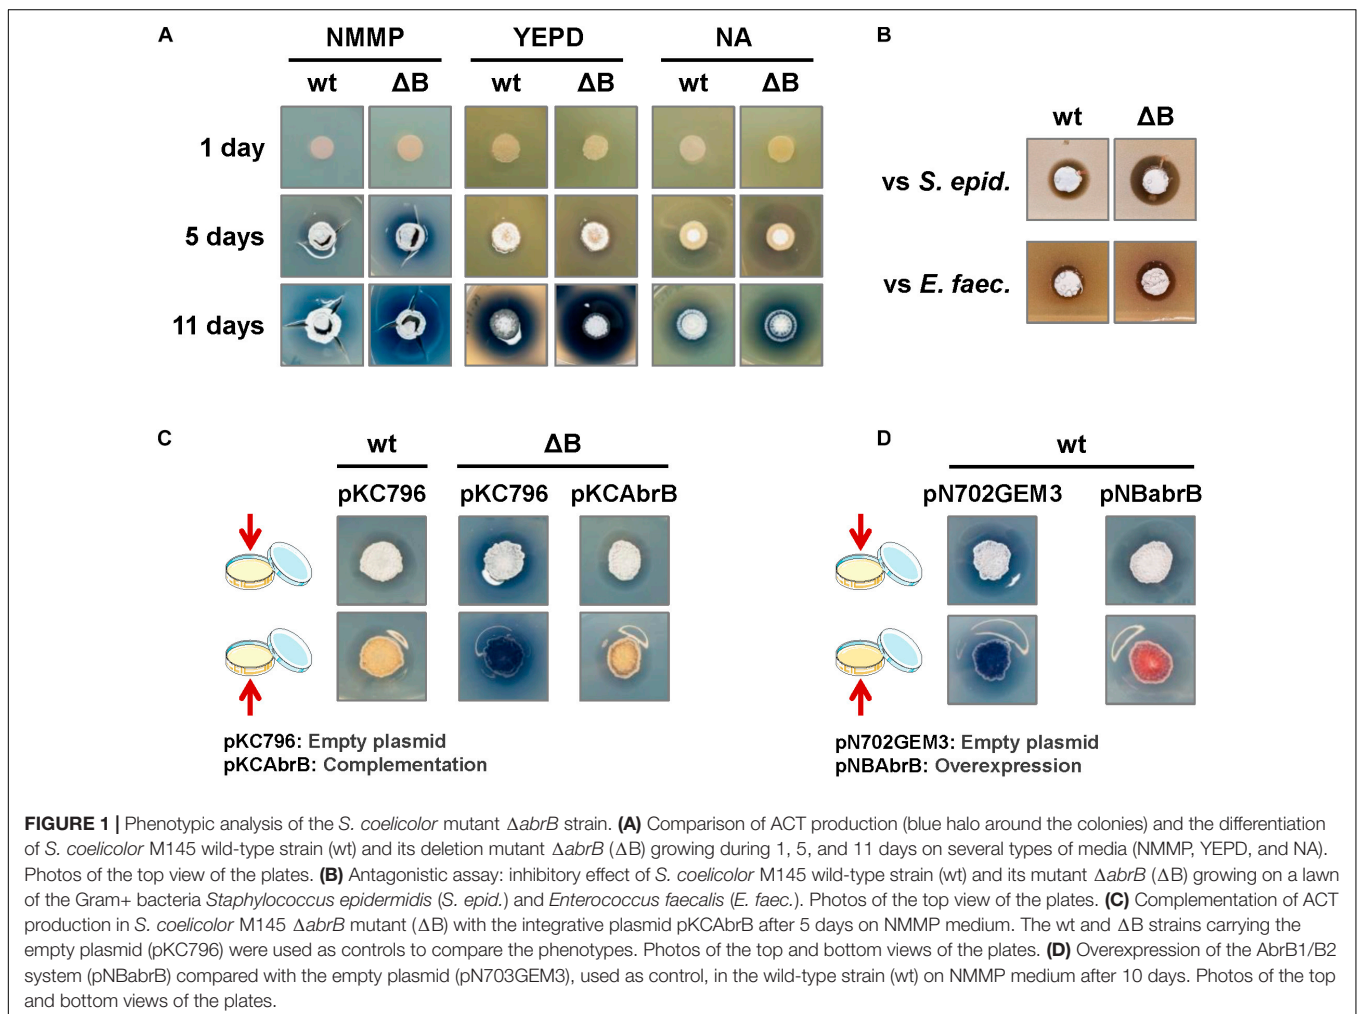 A
NMMP YEPD NA
wt ΔB wt ΔB wt ΔB
1 day
5 days
11 days
B
wt ΔB
vs S. epid.
vs E. faec.
C
wt ΔB
pKC796 pKC796 pKCAbrB
pKC796: Empty plasmid
pKCAbrB: Complementation
D
wt
pN702GEM3 pNBabrB
pN702GEM3: Empty plasmid
pNBAbrB: Overexpression
FIGURE 1 | Phenotypic analysis of the S. coelicolor mutant ΔabrB strain. (A) Comparison of ACT production (blue halo around the colonies) and the differentiation
of S. coelicolor M145 wild-type strain (wt) and its deletion mutant ΔabrB (ΔB) growing during 1, 5, and 11 days on several types of media (NMMP, YEPD, and NA).
Photos of the top view of the plates. (B) Antagonistic assay: inhibitory effect of S. coelicolor M145 wild-type strain (wt) and its mutant ΔabrB (ΔB) growing on a lawn
of the Gram+ bacteria Staphylococcus epidermidis (S. epid.) and Enterococcus faecalis (E. faec.). Photos of the top view of the plates. (C) Complementation of ACT
production in S. coelicolor M145 ΔabrB mutant (ΔB) with the integrative plasmid pKCAbrB after 5 days on NMMP medium. The wt and ΔB strains carrying the
empty plasmid (pKC796) were used as controls to compare the phenotypes. Photos of the top and bottom views of the plates. (D) Overexpression of the AbrB1/B2
system (pNBabrB) compared with the empty plasmid (pN703GEM3), used as control, in the wild-type strain (wt) on NMMP medium after 10 days. Photos of the top
and bottom views of the plates.